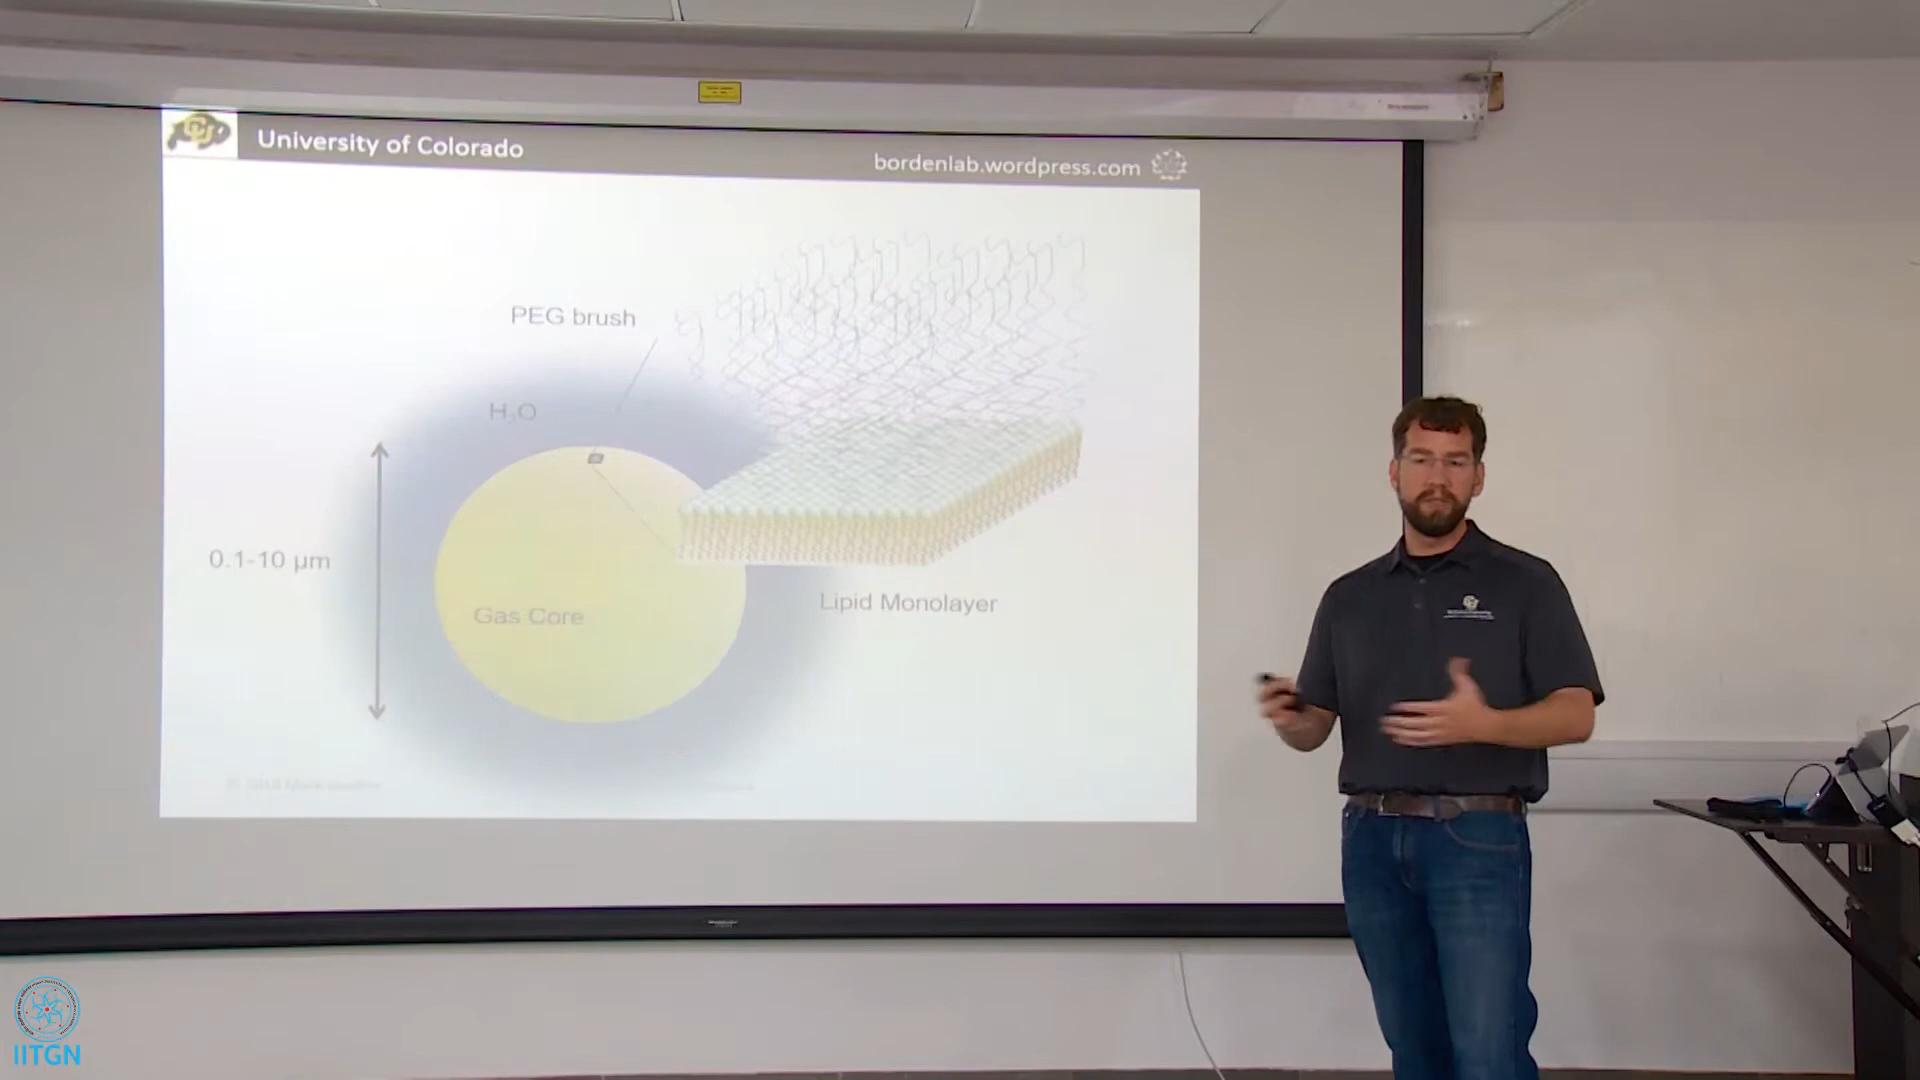 University of Colorado
bordenlab.wordpress.com
PEG brush
H₂O
0.1-10 µm
Gas Core
Lipid Monolayer
IITGN